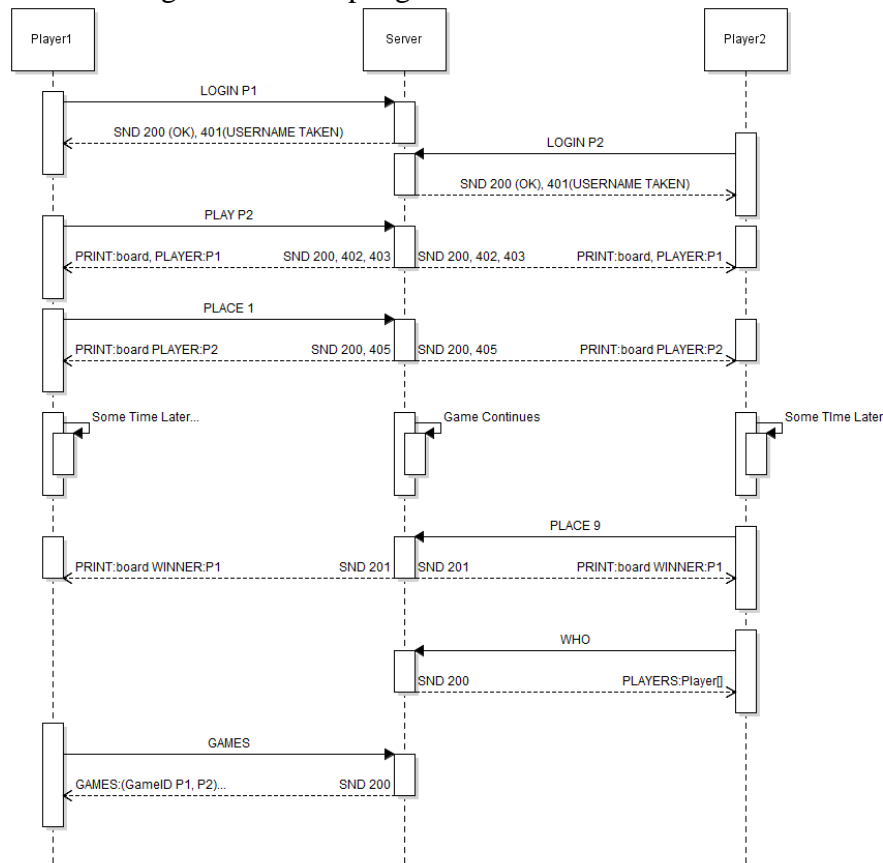 Player1 Server Player2
LOGIN P1
SND 200 (OK), 401(USERNAME TAKEN)
LOGIN P2
SND 200 (OK), 401(USERNAME TAKEN)
PLAY P2
PRINT:board, PLAYER:P1 SND 200, 402, 403 SND 200, 402, 403 PRINT:board, PLAYER:P1
PLACE 1
PRINT:board PLAYER:P2 SND 200, 405 SND 200, 405 PRINT:board PLAYER:P2
Some Time Later... Game Continues Some TIme Later
PLACE 9
PRINT:board WINNER:P1 SND 201 SND 201 PRINT:board WINNER:P1
WHO
SND 200 PLAYERS:Player[]
GAMES
GAMES:(GameID P1, P2)... SND 200